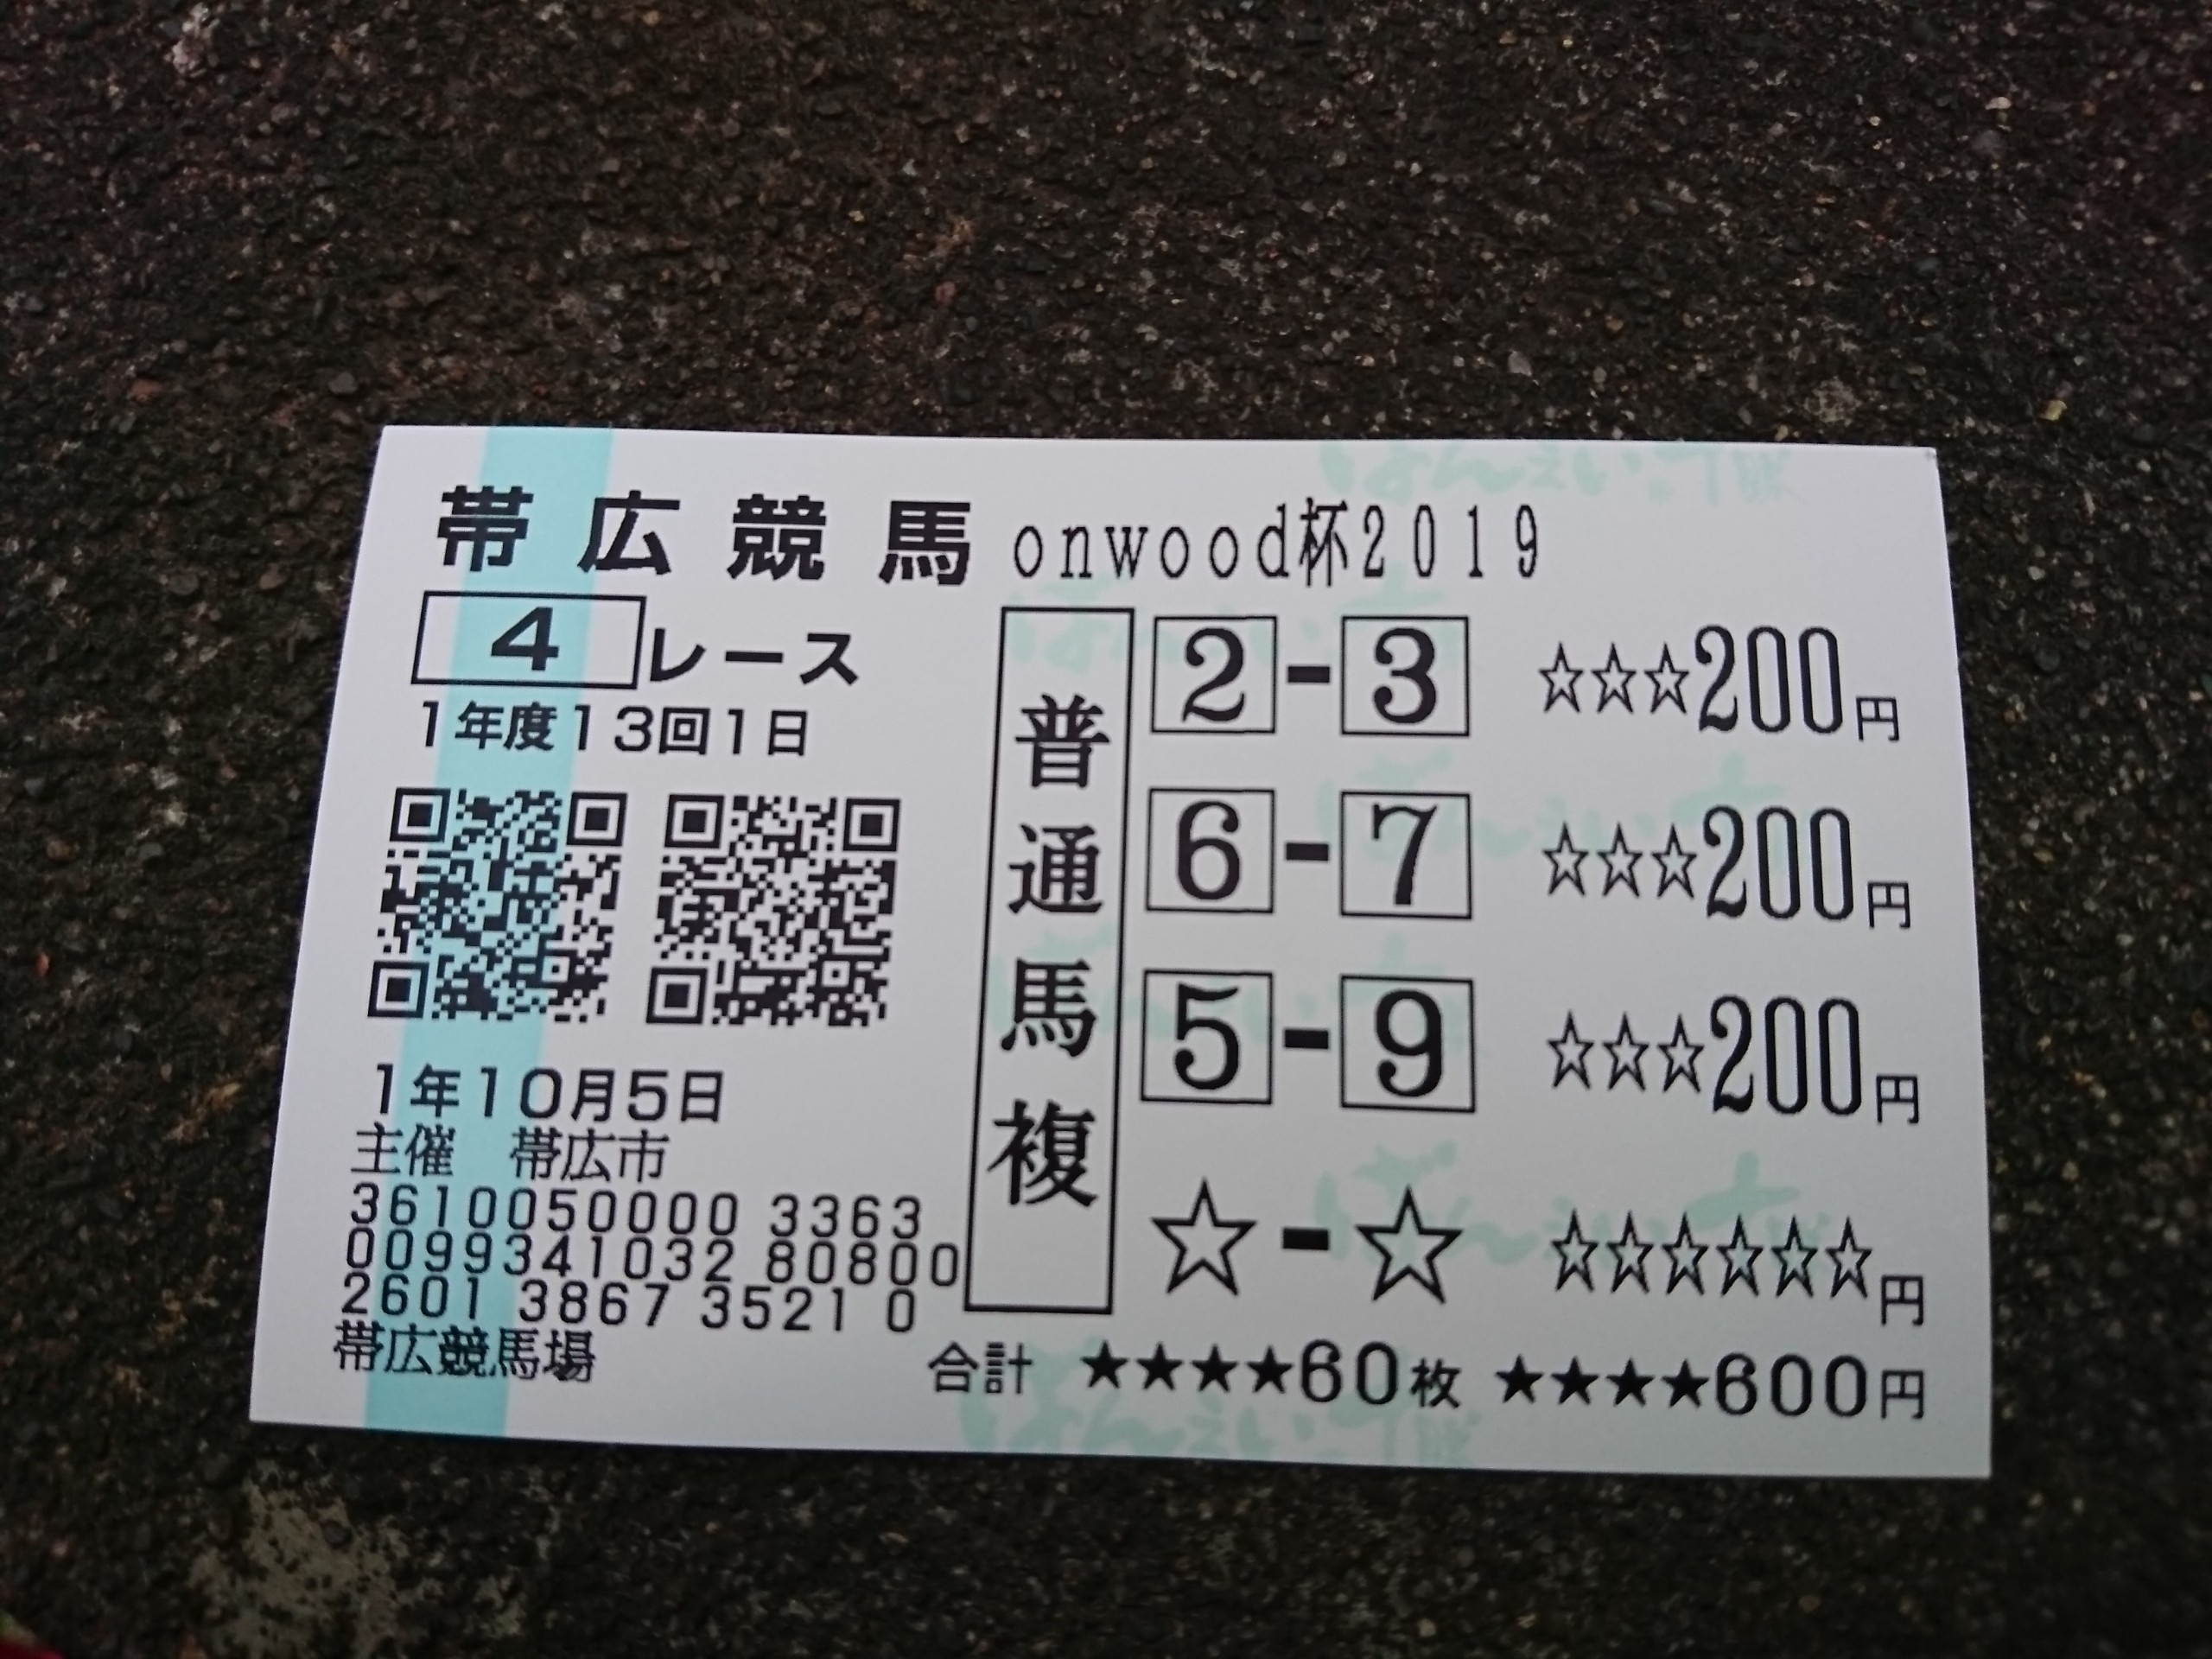 帯広競馬 onwood杯2019
4レース
1年度13回1日
1年10月5日
主催 帯広市
3610050000 3363
0099341032 80800
2601 3867 3521 0
帯広競馬場
普通馬複
2-3 ☆☆☆200円
6-7 ☆☆☆200円
5-9 ☆☆☆200円
☆-☆ ☆☆☆☆☆☆円
合計 ★★★★60枚 ★★★★600円